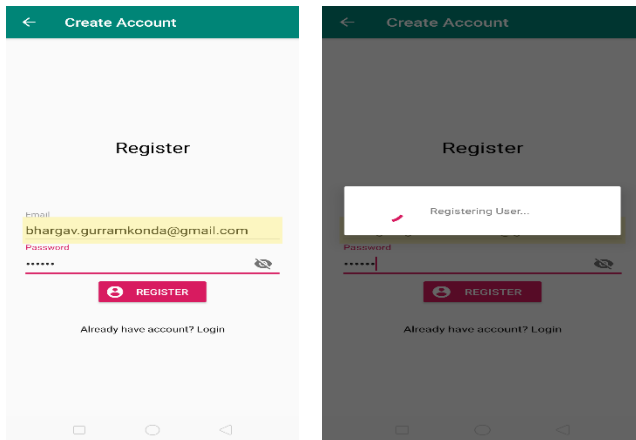 Create Account
Register
Email
bhargav.gurramkonda@gmail.com
Password
••••••
REGISTER
Already have account? Login
Create Account
Register
Registering User...
Password
••••••
REGISTER
Already have account? Login